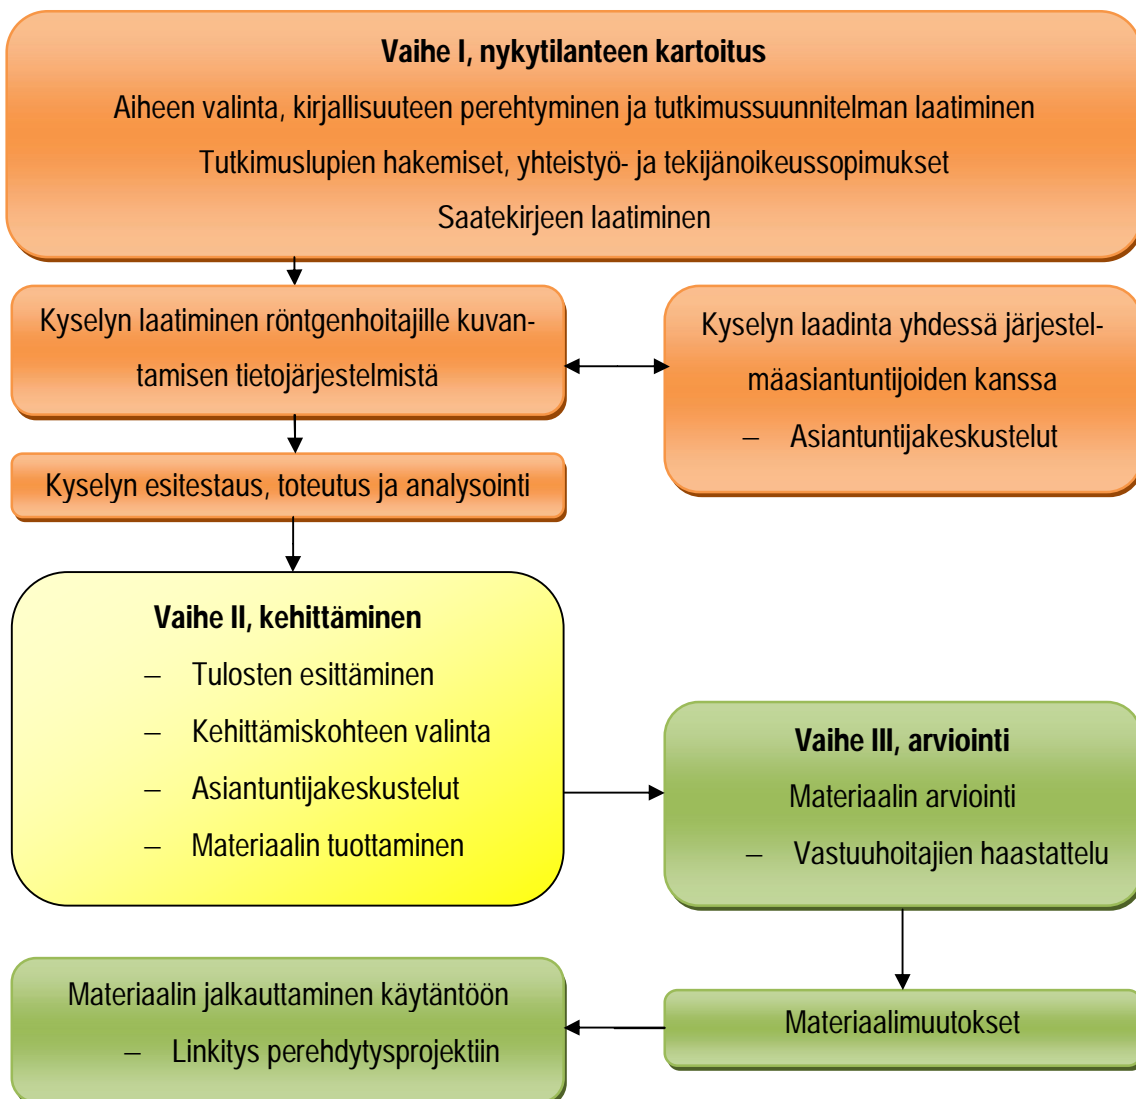 Vaihe I, nykytilanteen kartoitus
Aiheen valinta, kirjallisuuteen perehtyminen ja tutkimussuunnitelman laatiminen
Tutkimuslupien hakemiset, yhteistyö- ja tekijänoikeussopimukset
Saatekirjeen laatiminen
Kyselyn laatiminen röntgenhoitajille kuvan-
tamisen tietojärjestelmistä
Kyselyn laadinta yhdessä järjestel-
mäasiantuntijoiden kanssa
– Asiantuntijakeskustelut
Kyselyn esitestaus, toteutus ja analysointi
Vaihe II, kehittäminen
– Tulosten esittäminen
– Kehittämiskohteen valinta
– Asiantuntijakeskustelut
– Materiaalin tuottaminen
Vaihe III, arviointi
Materiaalin arviointi
– Vastuuhoitajien haastattelu
Materiaalimuutokset
Materiaalin jalkauttaminen käytäntöön
– Linkitys perehdytysprojektiin